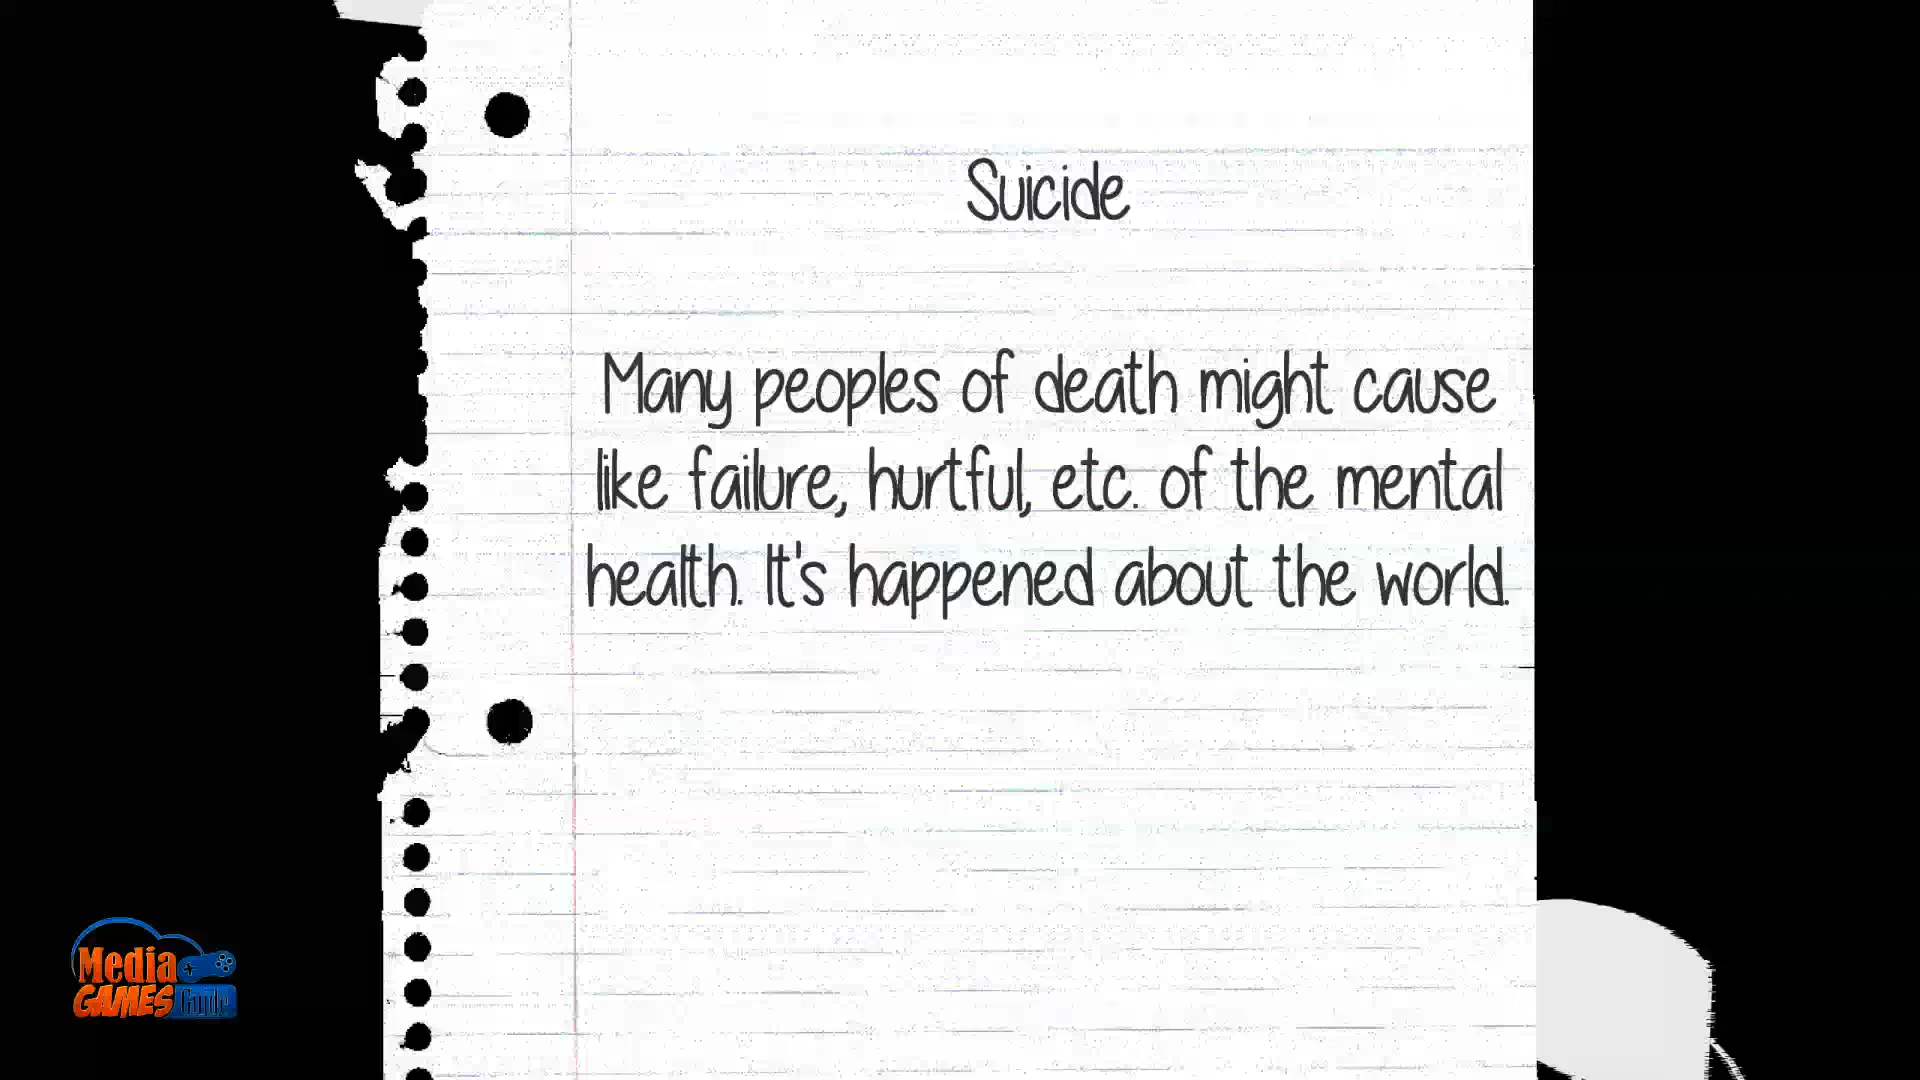 Suicide
Many peoples of death might cause
like failure, hurtful, etc. of the mental
health. It's happened about the world.
Media
GAMES Guide